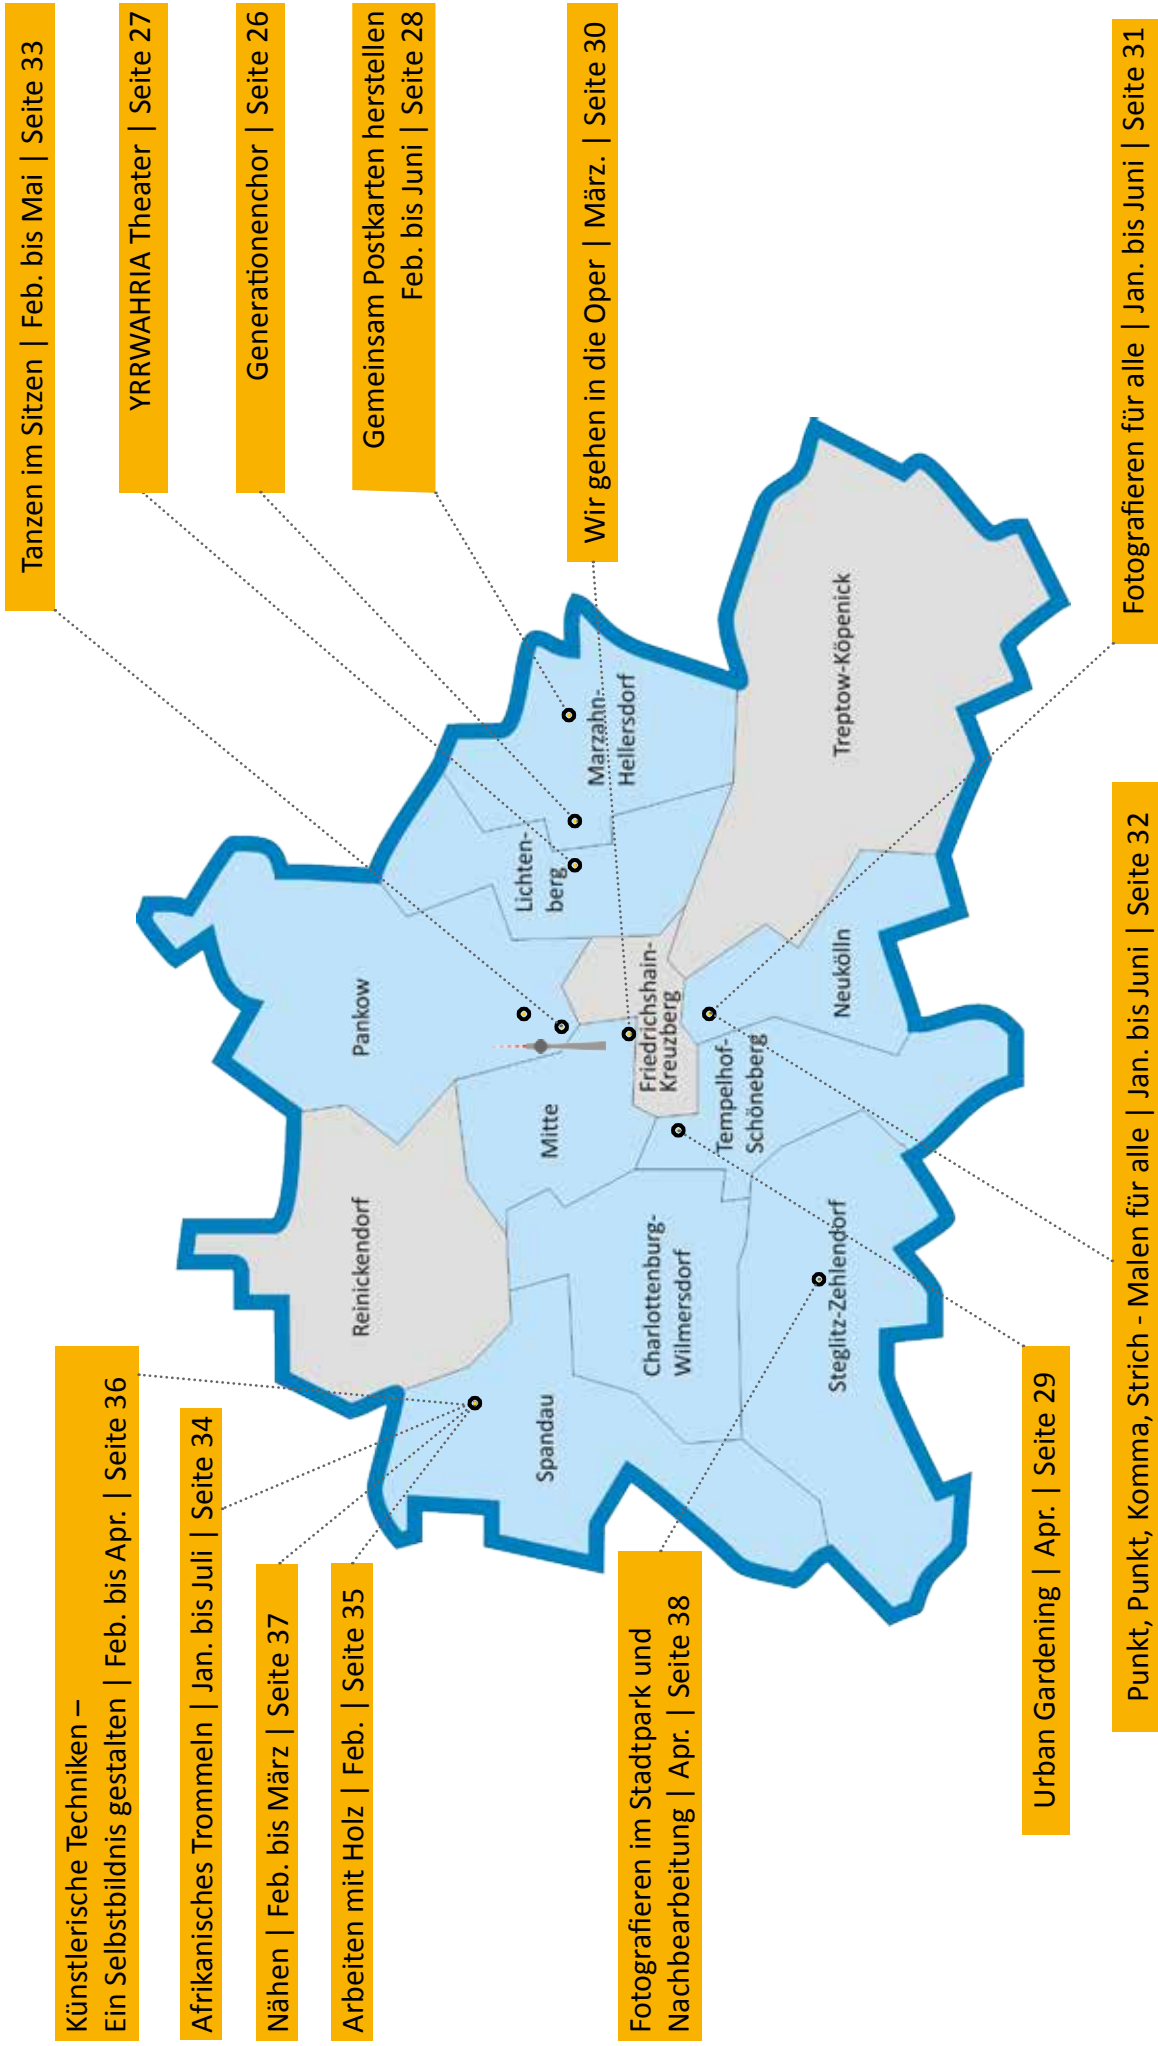 Künstlerische Techniken –
Ein Selbstbildnis gestalten | Feb. bis Apr. | Seite 36
Afrikanisches Trommeln | Jan. bis Juli | Seite 34
Nähen | Feb. bis März | Seite 37
Arbeiten mit Holz | Feb. | Seite 35
Fotografieren im Stadtpark und
Nachbearbeitung | Apr. | Seite 38
Urban Gardening | Apr. | Seite 29
Punkt, Punkt, Komma, Strich - Malen für alle | Jan. bis Juni | Seite 32
Tanzen im Sitzen | Feb. bis Mai | Seite 33
YRRWAHRIA Theater | Seite 27
Generationenchor | Seite 26
Gemeinsam Postkarten herstellen
Feb. bis Juni | Seite 28
Wir gehen in die Oper | März. | Seite 30
Fotografieren für alle | Jan. bis Juni | Seite 31
Reinickendorf
Pankow
Spandau
Mitte
Lichten-
berg
Marzahn-
Hellersdorf
Charlottenburg-
Wilmersdorf
Friedrichshain-
Kreuzberg
Tempelhof-
Schöneberg
Steglitz-Zehlendorf
Neukölln
Treptow-Köpenick